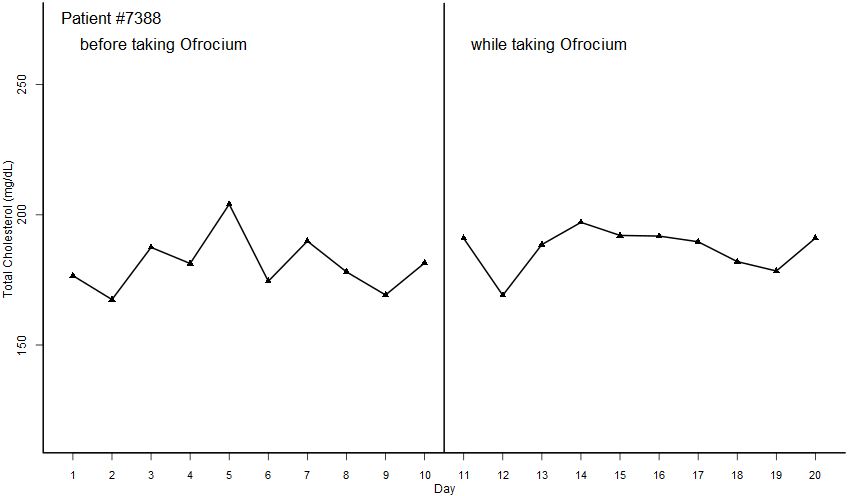 Patient #7388
before taking Ofrocium
while taking Ofrocium
Total Cholesterol (mg/dL)
250
200
150
1 2 3 4 5 6 7 8 9 10 11 12 13 14 15 16 17 18 19 20
Day